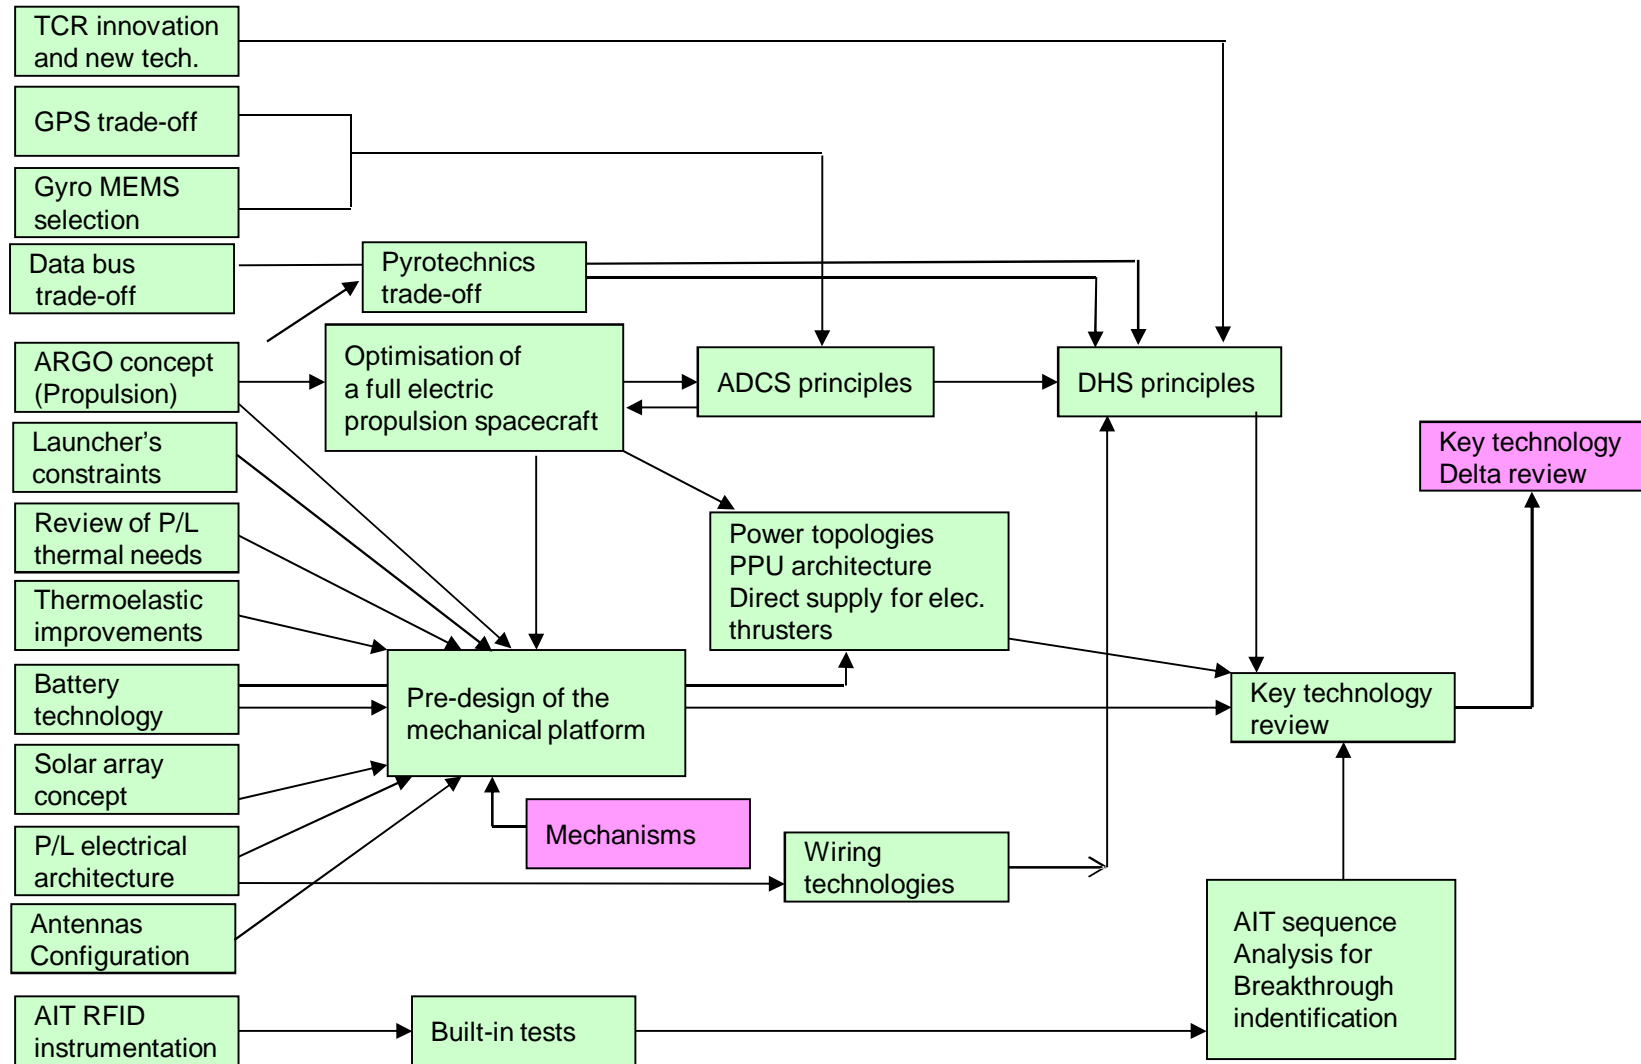 TCR innovation
and new tech.
GPS trade-off
Gyro MEMS
selection
Data bus
trade-off
Pyrotechnics
trade-off
ARGO concept
(Propulsion)
Optimisation of
a full electric
propulsion spacecraft
ADCS principles
DHS principles
Launcher's
constraints
Key technology
Delta review
Review of P/L
thermal needs
Power topologies
PPU architecture
Direct supply for elec.
thrusters
Thermoelastic
improvements
Battery
technology
Pre-design of the
mechanical platform
Key technology
review
Solar array
concept
Mechanisms
P/L electrical
architecture
Wiring
technologies
Antennas
Configuration
AIT sequence
Analysis for
Breakthrough
indentification
AIT RFID
instrumentation
Built-in tests